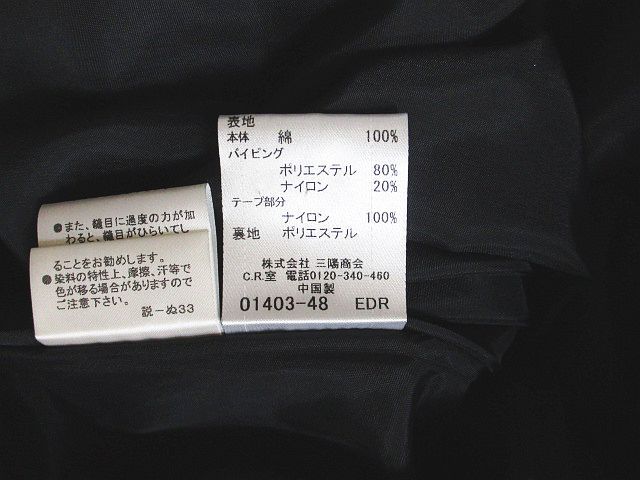 表地
本体 綿 100%
パイピング
ポリエステル 80%
ナイロン 20%
テープ部分
ナイロン 100%
裏地 ポリエステル
株式会社 三陽商会
C.R.室 電話0120-340-460
中国製
01403-48 EDR
●また、縫目に過度の力が加
わると、縫目がひらいてし
ることをお勧めします。
●染料の特性上、摩擦、汗等で
色が移る場合がありますので
ご注意下さい。
説-ぬ33